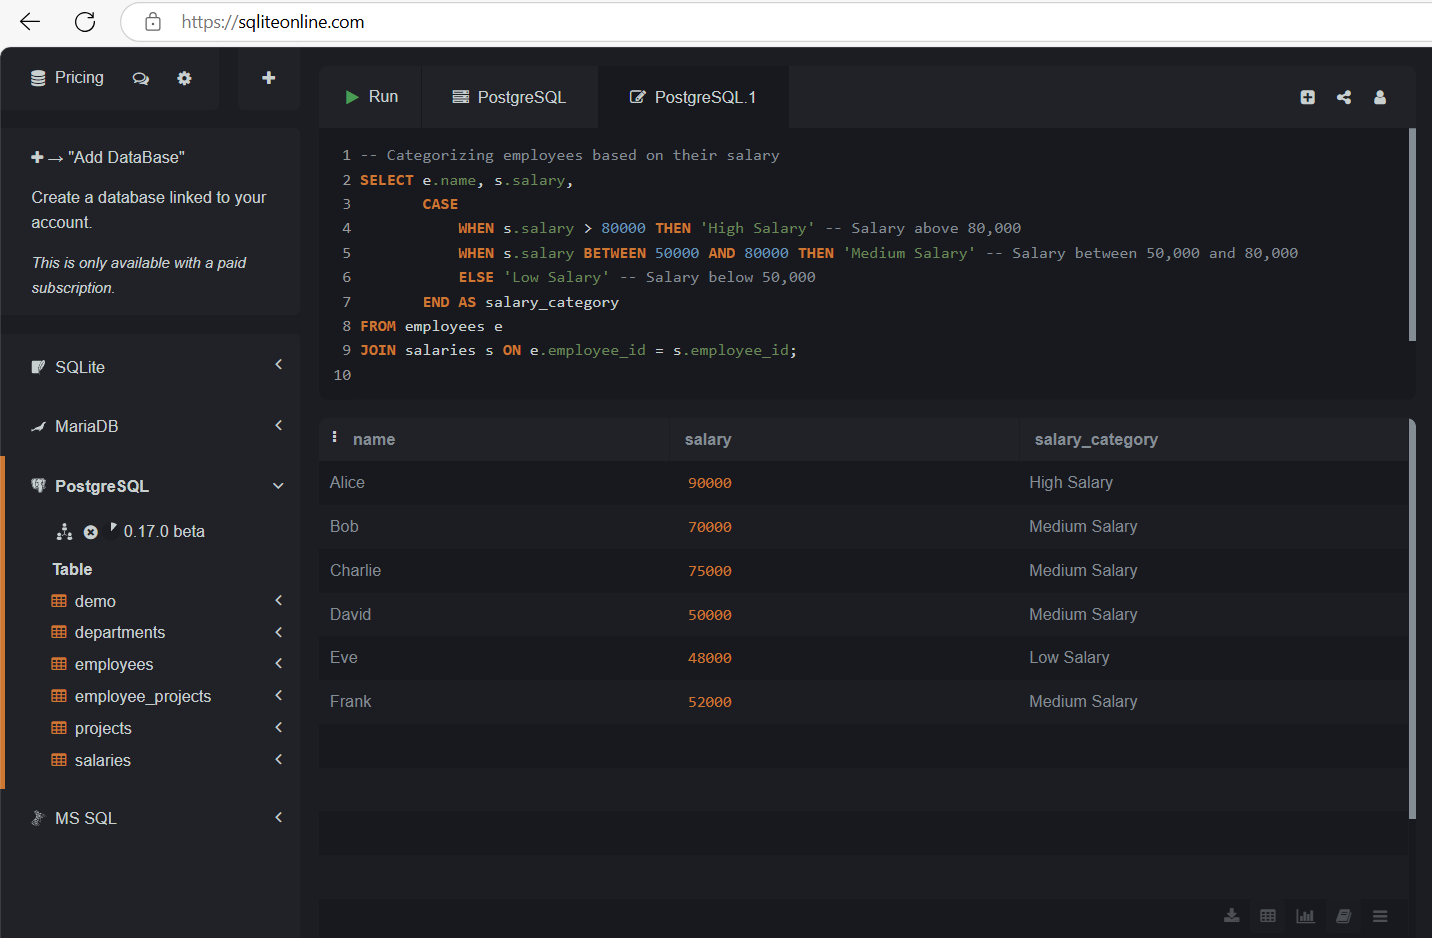 https://sqliteonline.com
Pricing
"Add DataBase"
Create a database linked to your
account.
This is only available with a paid
subscription.
SQLite
MariaDB
PostgreSQL
0.17.0 beta
Table
demo
departments
employees
employee_projects
projects
salaries
MS SQL
Run PostgreSQL PostgreSQL.1
1 -- Categorizing employees based on their salary
2 SELECT e.name, s.salary,
3 CASE
4 WHEN s.salary > 80000 THEN 'High Salary' -- Salary above 80,000
5 WHEN s.salary BETWEEN 50000 AND 80000 THEN 'Medium Salary' -- Salary between 50,000 and 80,000
6 ELSE 'Low Salary' -- Salary below 50,000
7 END AS salary_category
8 FROM employees e
9 JOIN salaries s ON e.employee_id = s.employee_id;
10
name salary salary_category
Alice 90000 High Salary
Bob 70000 Medium Salary
Charlie 75000 Medium Salary
David 50000 Medium Salary
Eve 48000 Low Salary
Frank 52000 Medium Salary